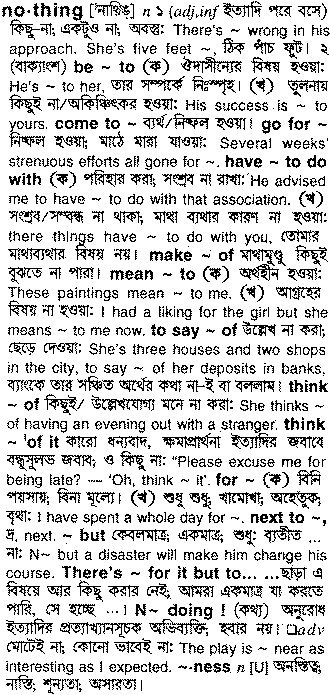 no·thing ['নাথিঙ্] n ১ (adj,inf ইত্যাদি পরে বসে)
কিছু-না; একটুও না, অবস্তু: There's ~ wrong in his
approach. She's five feet ~, ঠিক পাঁচ ফুট। ২
(বাক্যাংশ) be ~ to (ক) ঔদাসীন্যের বিষয় হওয়া:
He's ~ to her, তার সম্পর্কে নিঃস্পৃহ। (খ) তুলনায়
কিছুই না/অকিঞ্চিৎকর হওয়া: His success is ~ to
yours. come to ~ ব্যর্থ/নিষ্ফল হওয়া। go for ~
নিষ্ফল হওয়া; মাঠে মারা যাওয়া: Several weeks'
strenuous efforts all gone for ~. have ~ to do
with (ক) পরিহার করা; সংশ্রব না রাখা: He advised
me to have ~ to do with that association. (খ)
সংশ্রব/সম্বন্ধ না থাকা; মাথা ব্যথার কারণ না হওয়া:
there things have ~ to do with you, তোমার
মাথাব্যথার বিষয় নয়। make ~ of মাথামুণ্ডু কিছুই
বুঝতে না পারা। mean ~ to (ক) অর্থহীন হওয়া:
These paintings mean ~ to me. (খ) আগ্রহের
বিষয় না হওয়া: I had a liking for the girl but she
means ~ to me now. to say ~ of উল্লেখ না করা;
ছেড়ে দেওয়া: She's three houses and two shops
in the city, to say ~ of her deposits in banks,
ব্যাংকে তার সঞ্চিত অর্থের কথা না-ই বা বললাম। think
~ of কিছুই/ উল্লেখযোগ্য মনে না করা: She thinks ~
of having an evening out with a stranger. think
~ 'of it কারো ধন্যবাদ, ক্ষমাপ্রার্থনা ইত্যাদির জবাবে
বন্ধুসুলভ জবাব; ও কিছু না: "Please excuse me for
being late? — 'Oh, think ~ it'. for ~ (ক) বিনি
পয়সায়; বিনা মূল্যে। (খ) শুধু শুধু; খামোখা; অহেতুক;
বৃথা: I have spent a whole day for ~. next to ~,
দ্র. next. ~ but কেবলমাত্র; একমাত্র; শুধু; ব্যতীত ...
না: N~ but a disaster will make him change his
course. There's ~ for it but to... ...ছাড়া এ
বিষয়ে আর কিছু করার নেই; আমরা একমাত্র যা করতে
পারি, সে হচ্ছে ...। N~ doing ! (কথ্য) অনুরোধ
ইত্যাদির প্রত্যাখ্যানসূচক অভিব্যক্তি, হবার নয়। □adv
মোটেই না; কোনো ভাবেই না: The play is ~ near as
interesting as I expected. ~·ness n [U] অনস্তিত্ব;
নাস্তি; শূন্যতা; অসারতা।